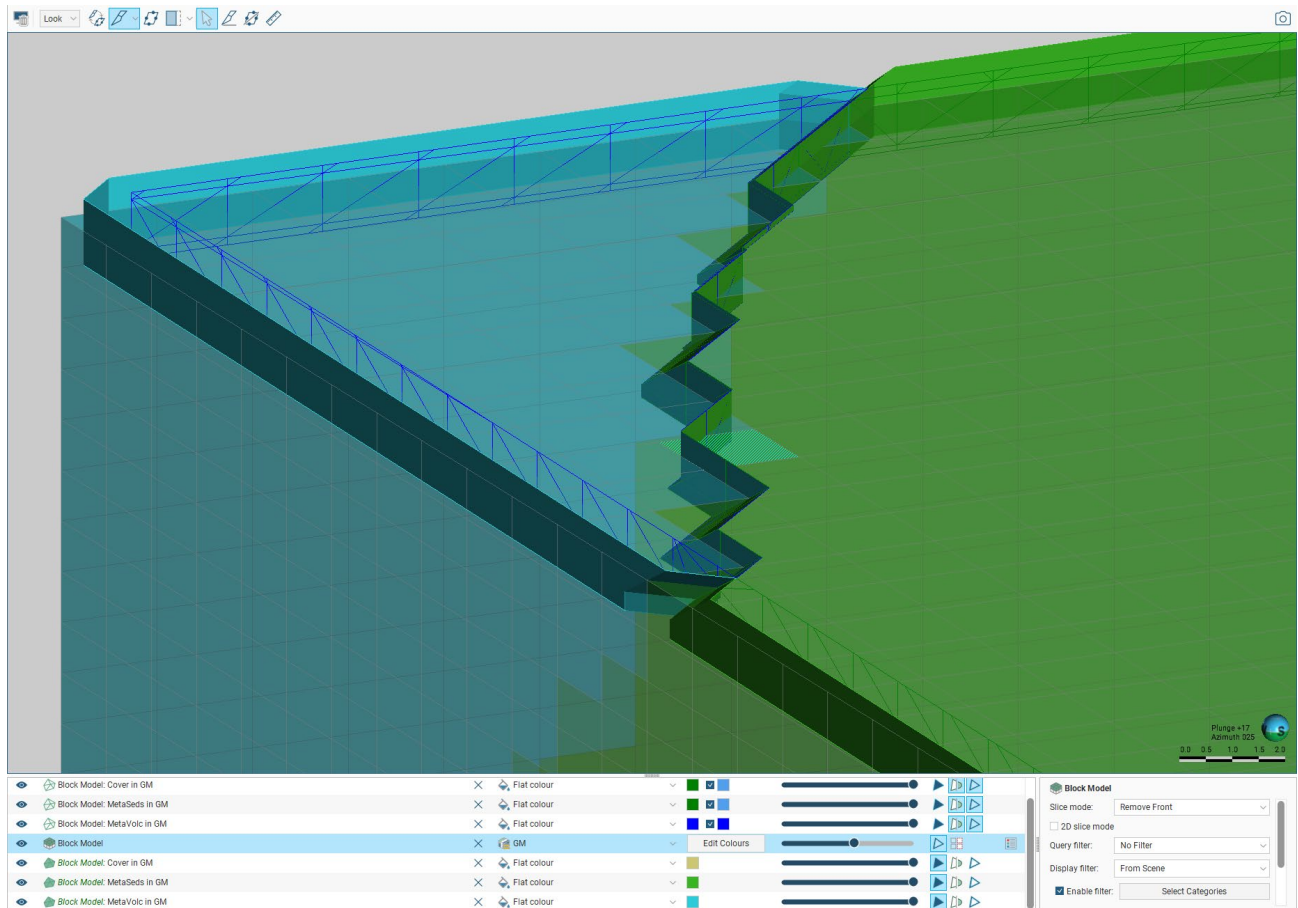 Look
Plunge +17
Azimuth 025
0.0 0.5 1.0 1.5 2.0
S
Block Model: Cover in GM Flat colour
Block Model: MetaSeds in GM Flat colour
Block Model: MetaVolc in GM Flat colour
Block Model GM Edit Colours
Block Model: Cover in GM Flat colour
Block Model: MetaSeds in GM Flat colour
Block Model: MetaVolc in GM Flat colour
Block Model
Slice mode: Remove Front
2D slice mode
Query filter: No Filter
Display filter: From Scene
Enable filter: Select Categories